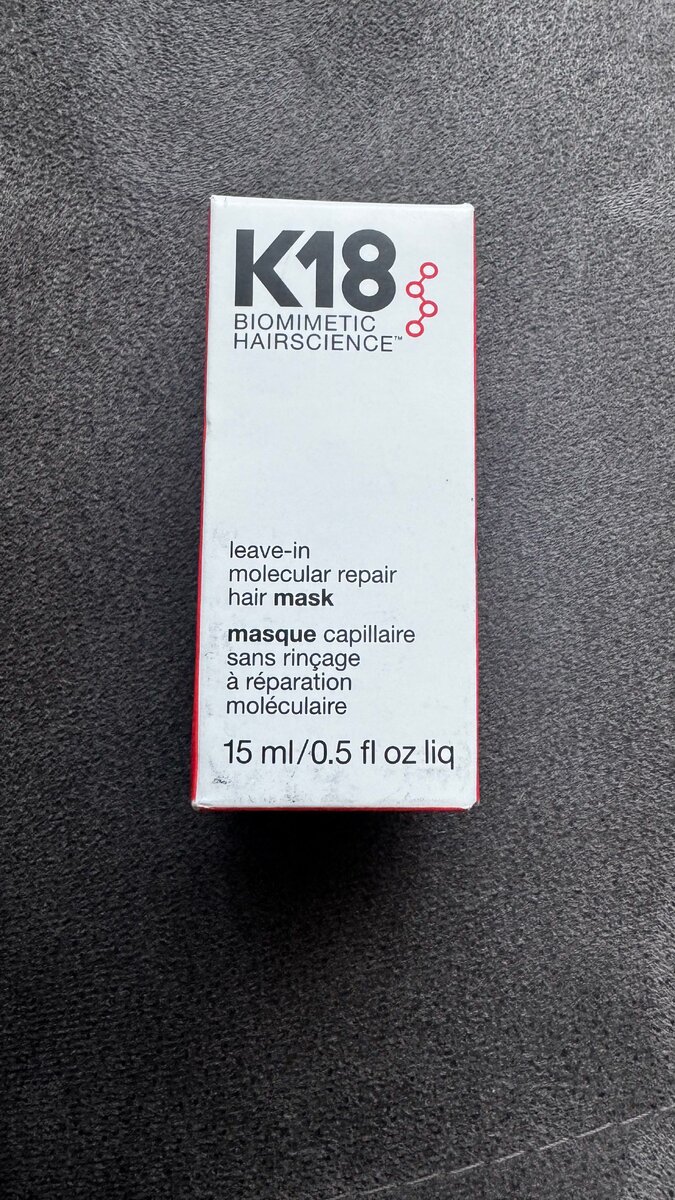 K18
BIOMIMETIC
HAIRSCIENCE™
leave-in
molecular repair
hair mask
masque capillaire
sans rinçage
à réparation
moléculaire
15 ml/0.5 fl oz liq